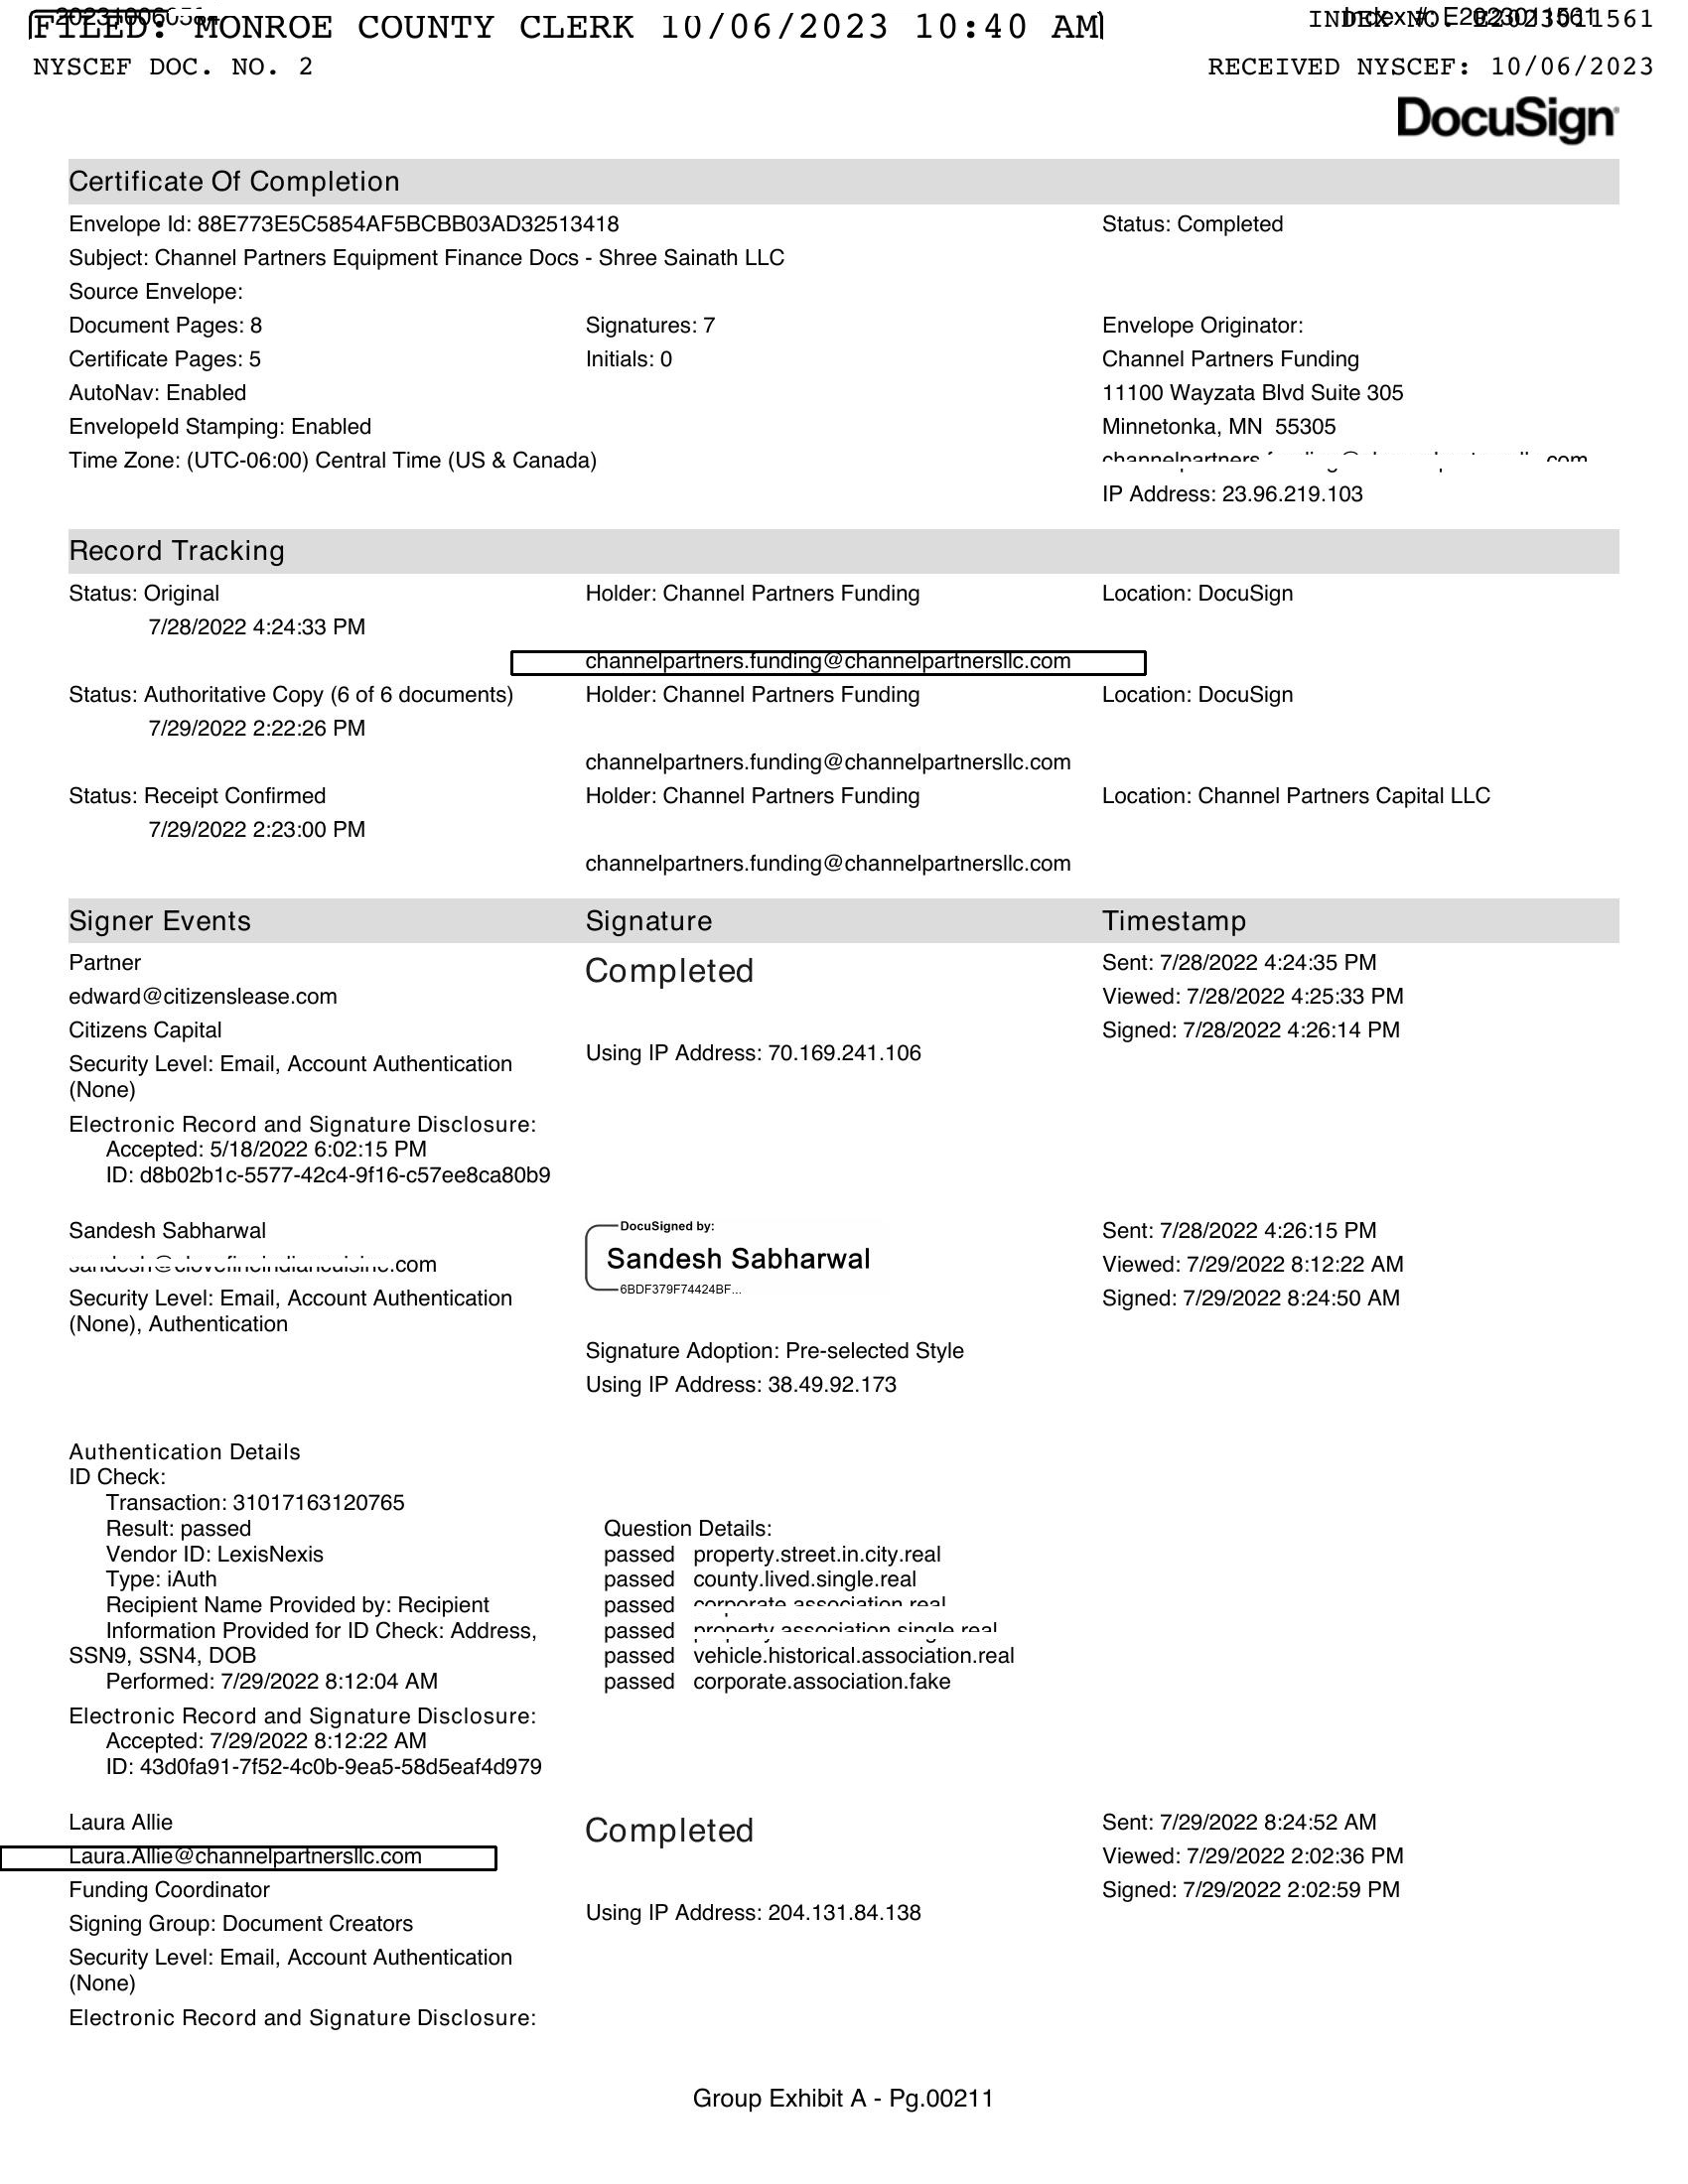 FILED: MONROE COUNTY CLERK 10/06/2023 10:40 AM
INDEX NO. E2023011561
NYSCEF DOC. NO. 2
RECEIVED NYSCEF: 10/06/2023
DocuSign
Certificate Of Completion
Envelope Id: 88E773E5C5854AF5BCBB03AD32513418
Status: Completed
Subject: Channel Partners Equipment Finance Docs - Shree Sainath LLC
Source Envelope:
Document Pages: 8
Signatures: 7
Envelope Originator:
Certificate Pages: 5
Initials: 0
Channel Partners Funding
AutoNav: Enabled
11100 Wayzata Blvd Suite 305
EnvelopeId Stamping: Enabled
Minnetonka, MN  55305
Time Zone: (UTC-06:00) Central Time (US & Canada)
IP Address: 23.96.219.103
Record Tracking
Status: Original
Holder: Channel Partners Funding
Location: DocuSign
7/28/2022 4:24:33 PM
channelpartners.funding@channelpartnersllc.com
Status: Authoritative Copy (6 of 6 documents)
Holder: Channel Partners Funding
Location: DocuSign
7/29/2022 2:22:26 PM
channelpartners.funding@channelpartnersllc.com
Status: Receipt Confirmed
Holder: Channel Partners Funding
Location: Channel Partners Capital LLC
7/29/2022 2:23:00 PM
channelpartners.funding@channelpartnersllc.com
Signer Events
Signature
Timestamp
Partner
Completed
Sent: 7/28/2022 4:24:35 PM
edward@citizenslease.com
Viewed: 7/28/2022 4:25:33 PM
Citizens Capital
Signed: 7/28/2022 4:26:14 PM
Security Level: Email, Account Authentication
(None)
Using IP Address: 70.169.241.106
Electronic Record and Signature Disclosure:
Accepted: 5/18/2022 6:02:15 PM
ID: d8b02b1c-5577-42c4-9f16-c57ee8ca80b9
Sandesh Sabharwal
DocuSigned by:
Sandesh Sabharwal
6BDF379F74424BF...
Sent: 7/28/2022 4:26:15 PM
Viewed: 7/29/2022 8:12:22 AM
Signed: 7/29/2022 8:24:50 AM
Security Level: Email, Account Authentication
(None), Authentication
Signature Adoption: Pre-selected Style
Using IP Address: 38.49.92.173
Authentication Details
ID Check:
Transaction: 31017163120765
Result: passed
Question Details:
Vendor ID: LexisNexis
passed property.street.in.city.real
Type: iAuth
passed county.lived.single.real
Recipient Name Provided by: Recipient
passed corporate.association.real
Information Provided for ID Check: Address,
passed property.association.single.real
SSN9, SSN4, DOB
passed vehicle.historical.association.real
Performed: 7/29/2022 8:12:04 AM
passed corporate.association.fake
Electronic Record and Signature Disclosure:
Accepted: 7/29/2022 8:12:22 AM
ID: 43d0fa91-7f52-4c0b-9ea5-58d5eaf4d979
Laura Allie
Completed
Sent: 7/29/2022 8:24:52 AM
Laura.Allie@channelpartnersllc.com
Viewed: 7/29/2022 2:02:36 PM
Funding Coordinator
Signed: 7/29/2022 2:02:59 PM
Signing Group: Document Creators
Using IP Address: 204.131.84.138
Security Level: Email, Account Authentication
(None)
Electronic Record and Signature Disclosure:
Group Exhibit A - Pg.00211